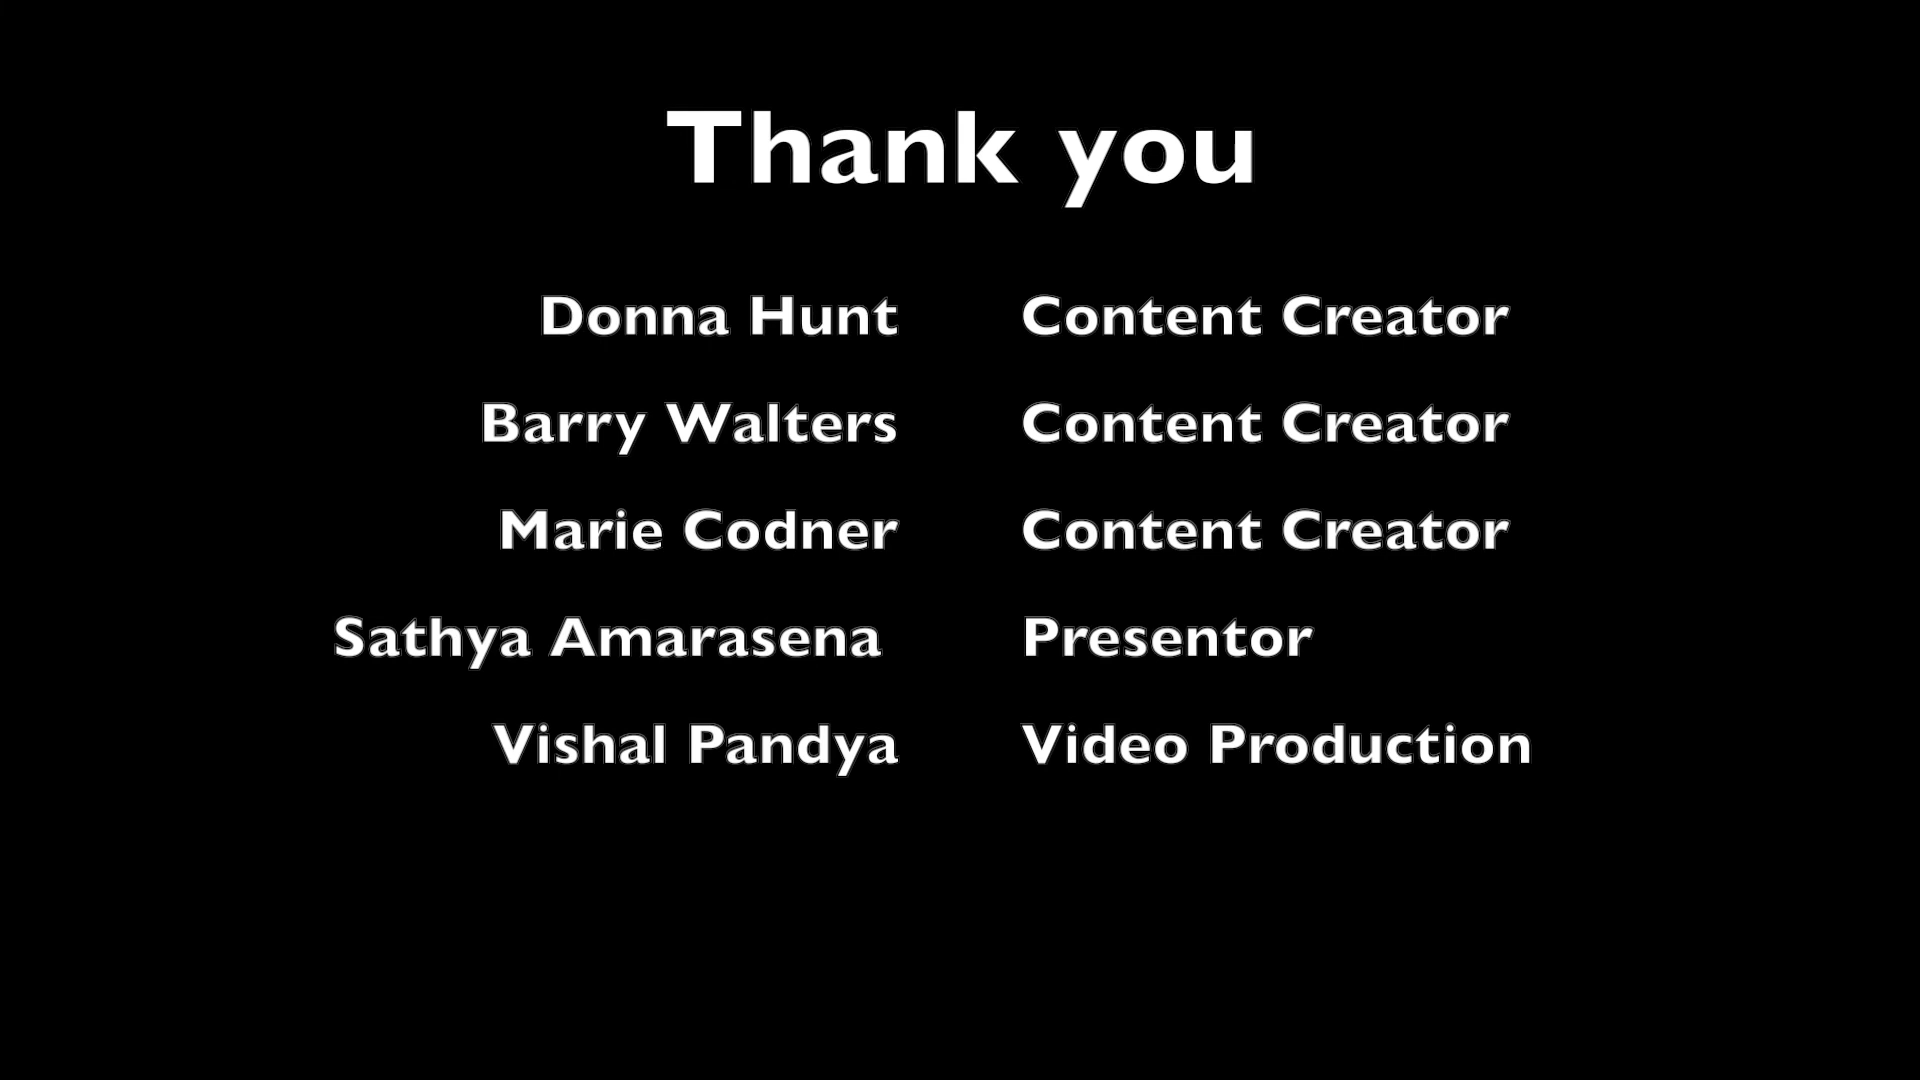 Thank you
Donna Hunt Content Creator
Barry Walters Content Creator
Marie Codner Content Creator
Sathya Amarasena Presentor
Vishal Pandya Video Production